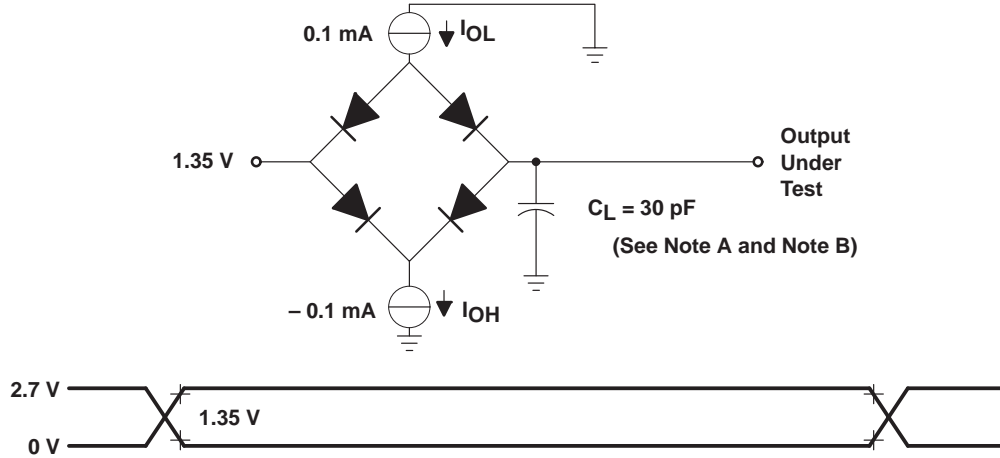 0.1 mA
IOL
1.35 V
Output
Under
Test
CL = 30 pF
(See Note A and Note B)
– 0.1 mA
IOH
2.7 V
1.35 V
0 V